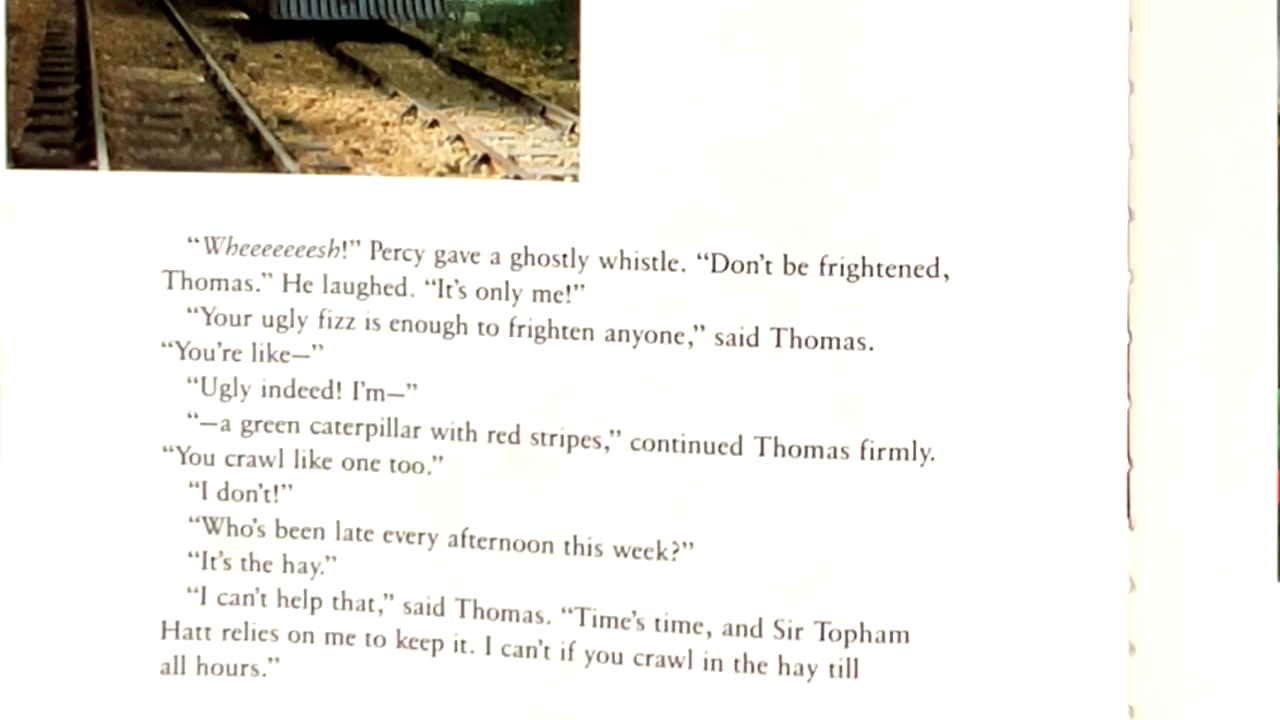 “Wheeeeeeesh!” Percy gave a ghostly whistle. “Don’t be frightened,
Thomas.” He laughed. “It’s only me!”
“Your ugly fizz is enough to frighten anyone,” said Thomas.
“You’re like—”
“Ugly indeed! I’m—”
“—a green caterpillar with red stripes,” continued Thomas firmly.
“You crawl like one too.”
“I don’t!”
“Who’s been late every afternoon this week?”
“It’s the hay.”
“I can’t help that,” said Thomas. “Time’s time, and Sir Topham
Hatt relies on me to keep it. I can’t if you crawl in the hay till
all hours.”